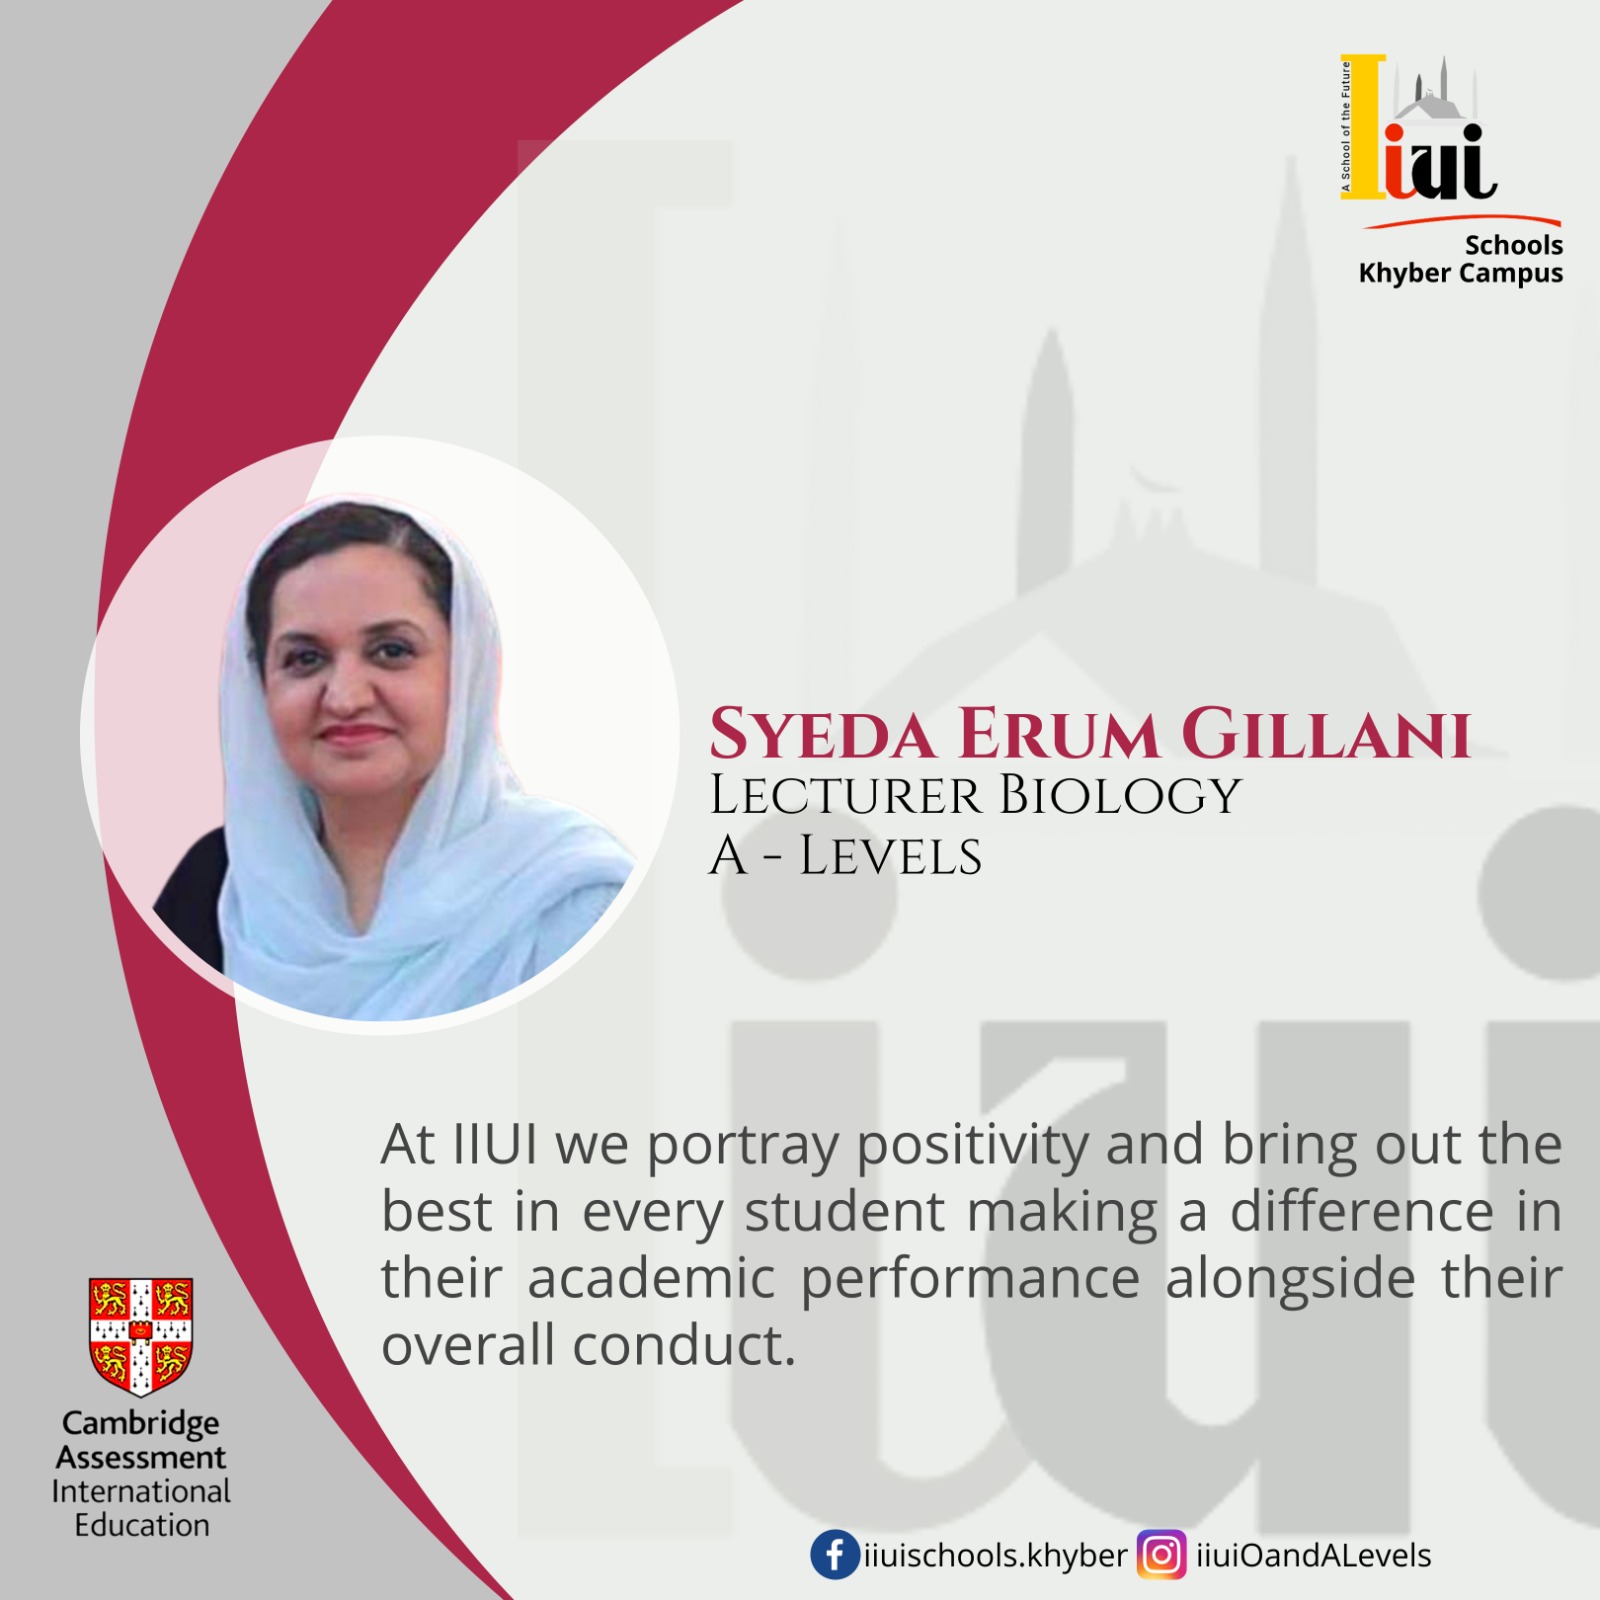 A School of the Future
Iiui
Schools
Khyber Campus
SYEDA ERUM GILLANI
LECTURER BIOLOGY
A - LEVELS
At IIUI we portray positivity and bring out the
best in every student making a difference in
their academic performance alongside their
overall conduct.
Cambridge
Assessment
International
Education
iiuischools.khyber
iiuiOandALevels